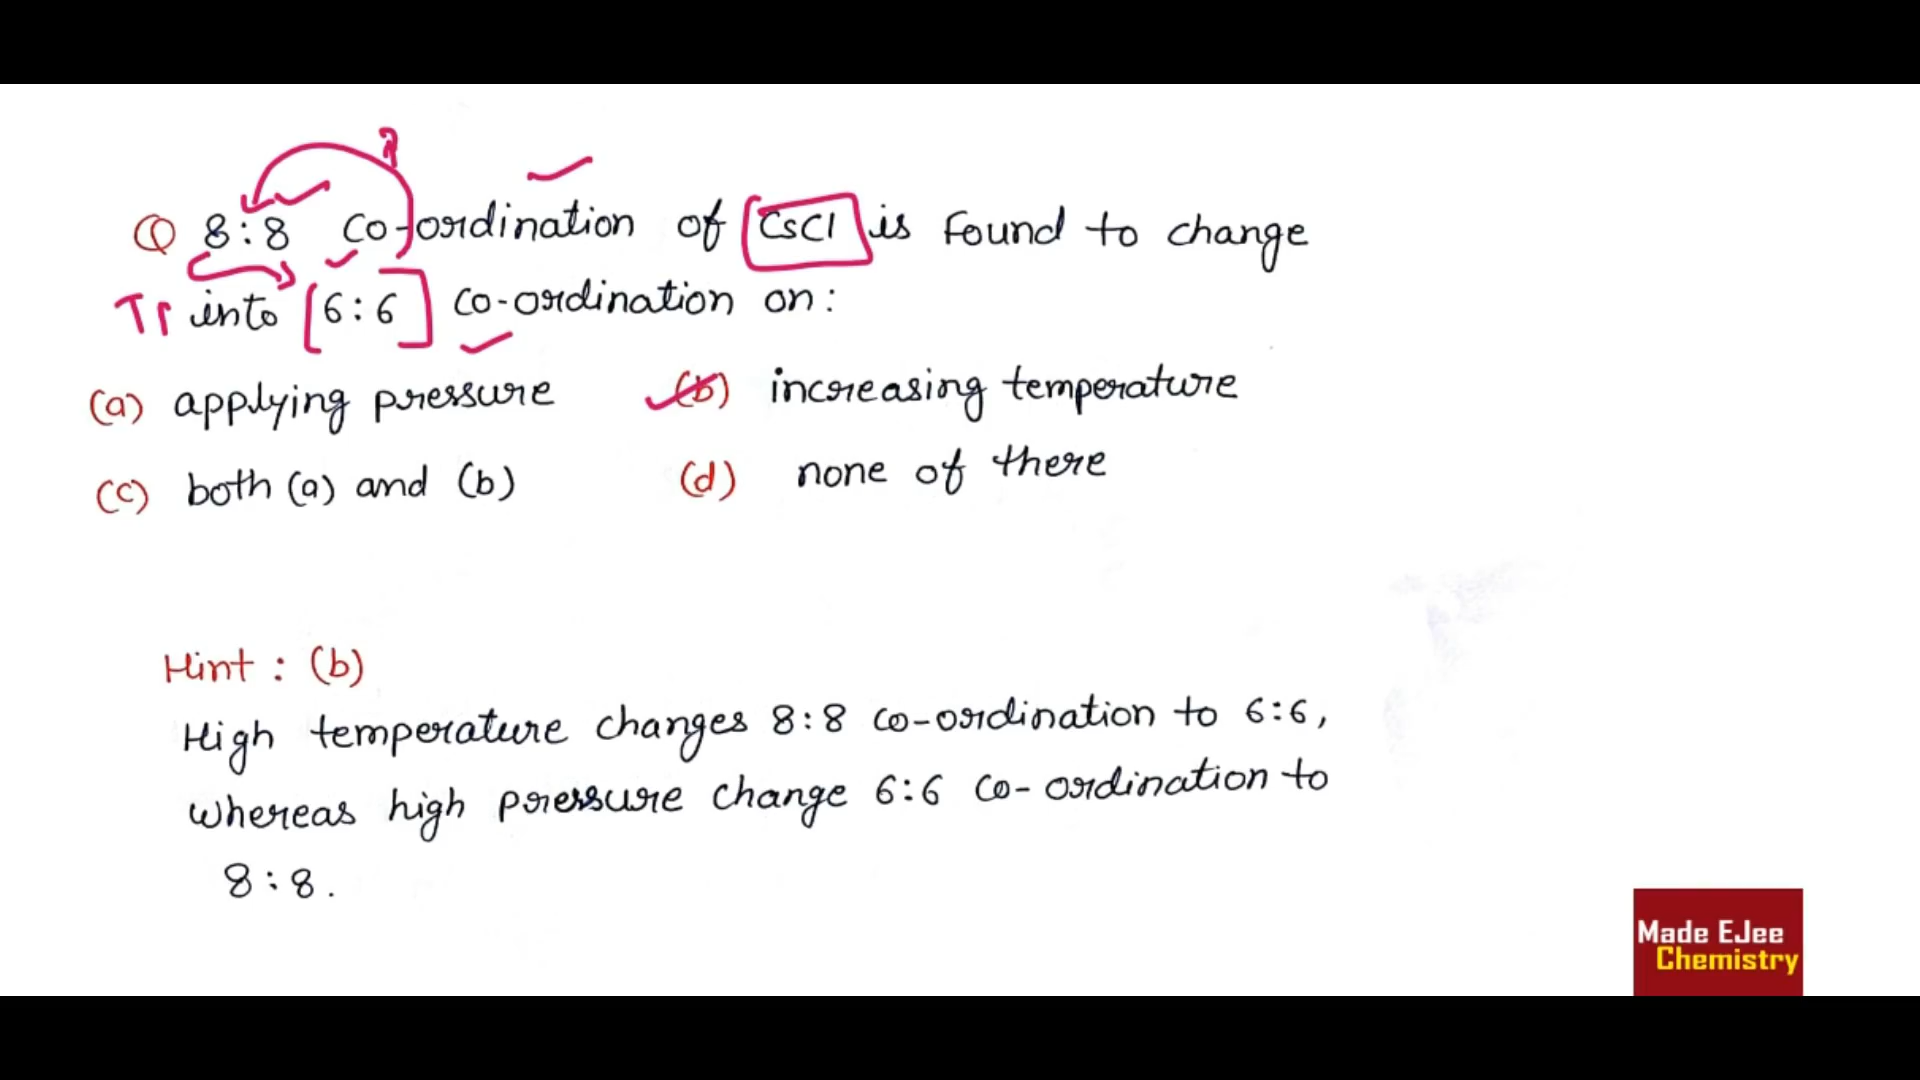 Q 8:8 Co-ordination of CsCl is found to change
T↑ into [6:6] co-ordination on:
(a) applying pressure (b) increasing temperature
(c) both (a) and (b) (d) none of there
Hint : (b)
High temperature changes 8:8 co-ordination to 6:6,
whereas high pressure change 6:6 co-ordination to
8:8.
Made EJee
Chemistry